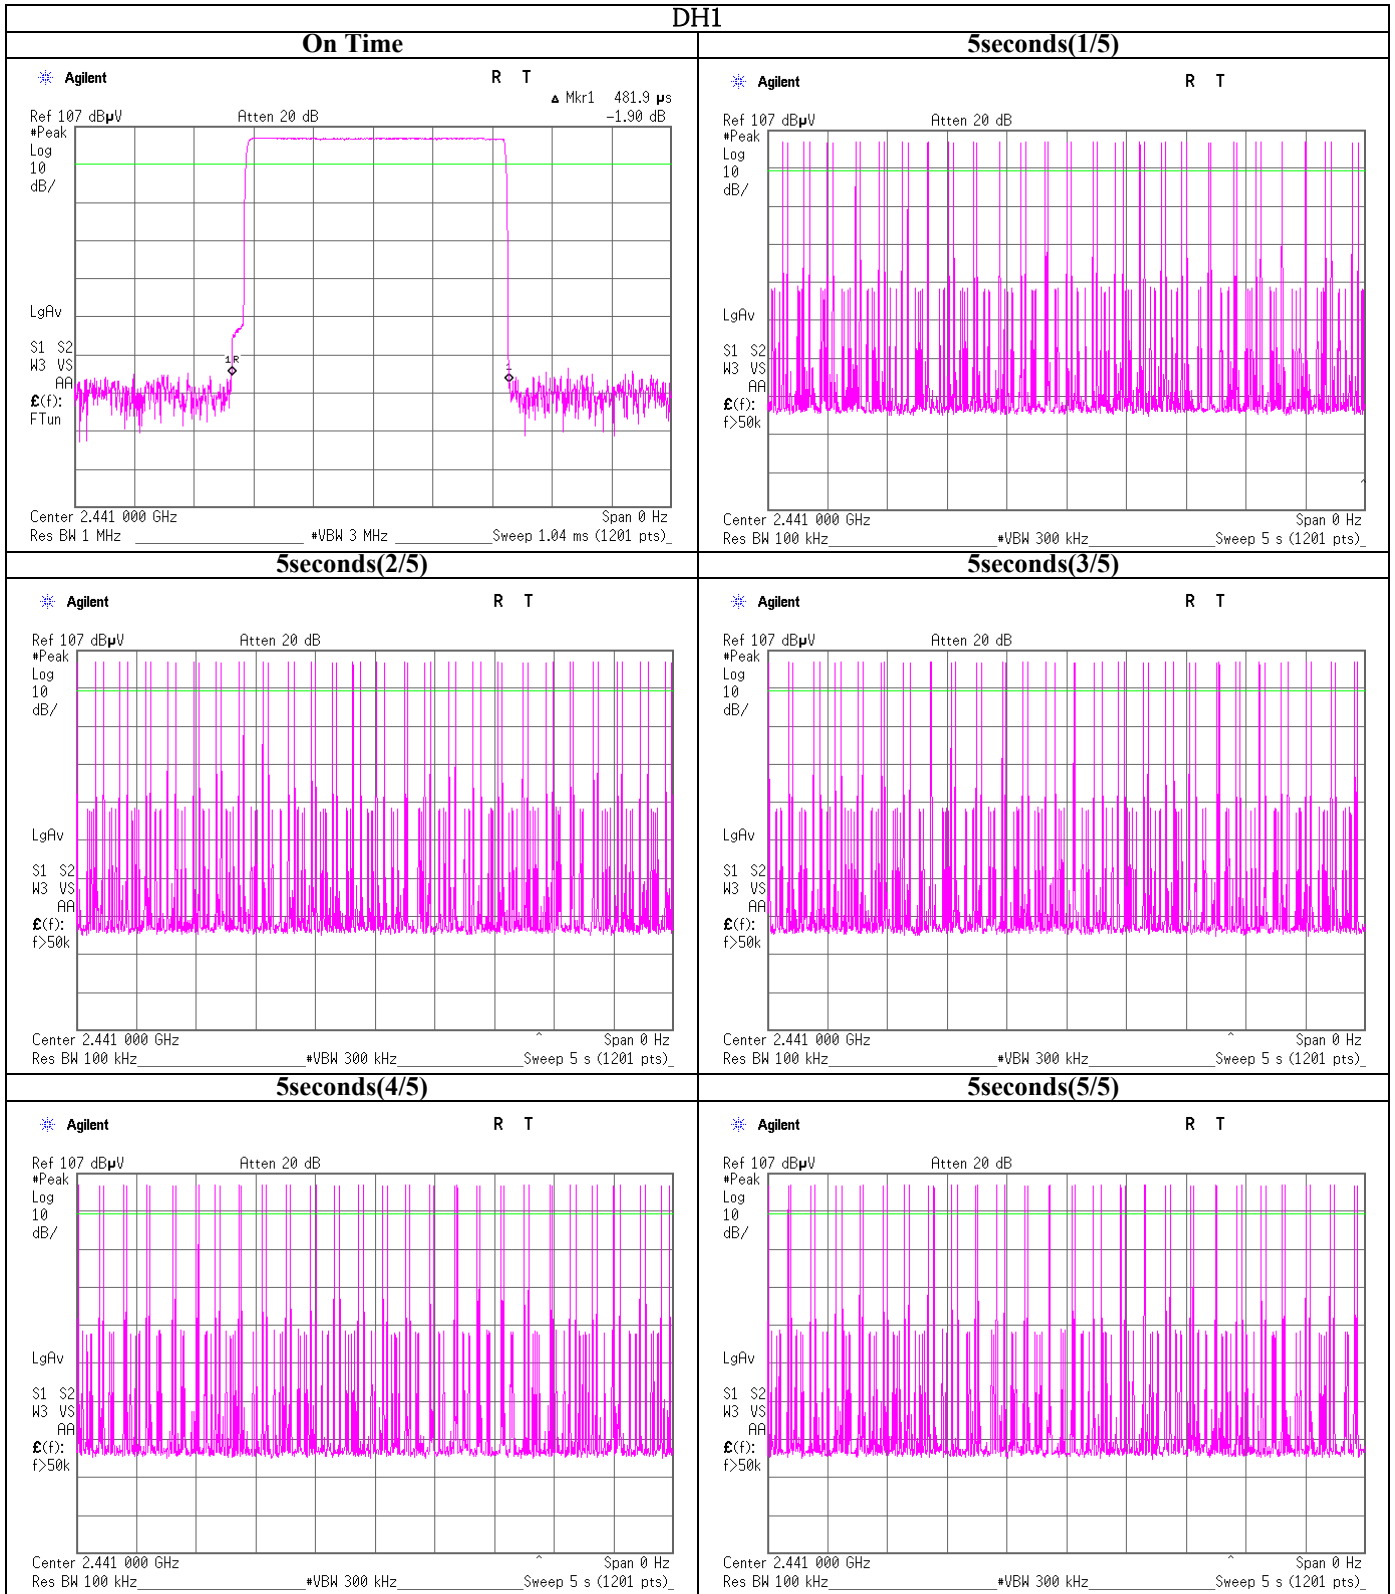 DH1
On Time
5seconds(1/5)
Agilent R T
Δ Mkr1 481.9 µs
Ref 107 dBµV Atten 20 dB -1.90 dB
#Peak
Log
10
dB/
LgAv
S1 S2
W3 VS
AA
£(f):
FTun
1R
1
Center 2.441 000 GHz Span 0 Hz
Res BW 1 MHz #VBW 3 MHz Sweep 1.04 ms (1201 pts)
Agilent R T
Ref 107 dBµV Atten 20 dB
#Peak
Log
10
dB/
LgAv
S1 S2
W3 VS
AA
£(f):
f>50k
Center 2.441 000 GHz Span 0 Hz
Res BW 100 kHz #VBW 300 kHz Sweep 5 s (1201 pts)
5seconds(2/5)
5seconds(3/5)
Agilent R T
Ref 107 dBµV Atten 20 dB
#Peak
Log
10
dB/
LgAv
S1 S2
W3 VS
AA
£(f):
f>50k
Center 2.441 000 GHz Span 0 Hz
Res BW 100 kHz #VBW 300 kHz Sweep 5 s (1201 pts)
Agilent R T
Ref 107 dBµV Atten 20 dB
#Peak
Log
10
dB/
LgAv
S1 S2
W3 VS
AA
£(f):
f>50k
Center 2.441 000 GHz Span 0 Hz
Res BW 100 kHz #VBW 300 kHz Sweep 5 s (1201 pts)
5seconds(4/5)
5seconds(5/5)
Agilent R T
Ref 107 dBµV Atten 20 dB
#Peak
Log
10
dB/
LgAv
S1 S2
W3 VS
AA
£(f):
f>50k
Center 2.441 000 GHz Span 0 Hz
Res BW 100 kHz #VBW 300 kHz Sweep 5 s (1201 pts)
Agilent R T
Ref 107 dBµV Atten 20 dB
#Peak
Log
10
dB/
LgAv
S1 S2
W3 VS
AA
£(f):
f>50k
Center 2.441 000 GHz Span 0 Hz
Res BW 100 kHz #VBW 300 kHz Sweep 5 s (1201 pts)